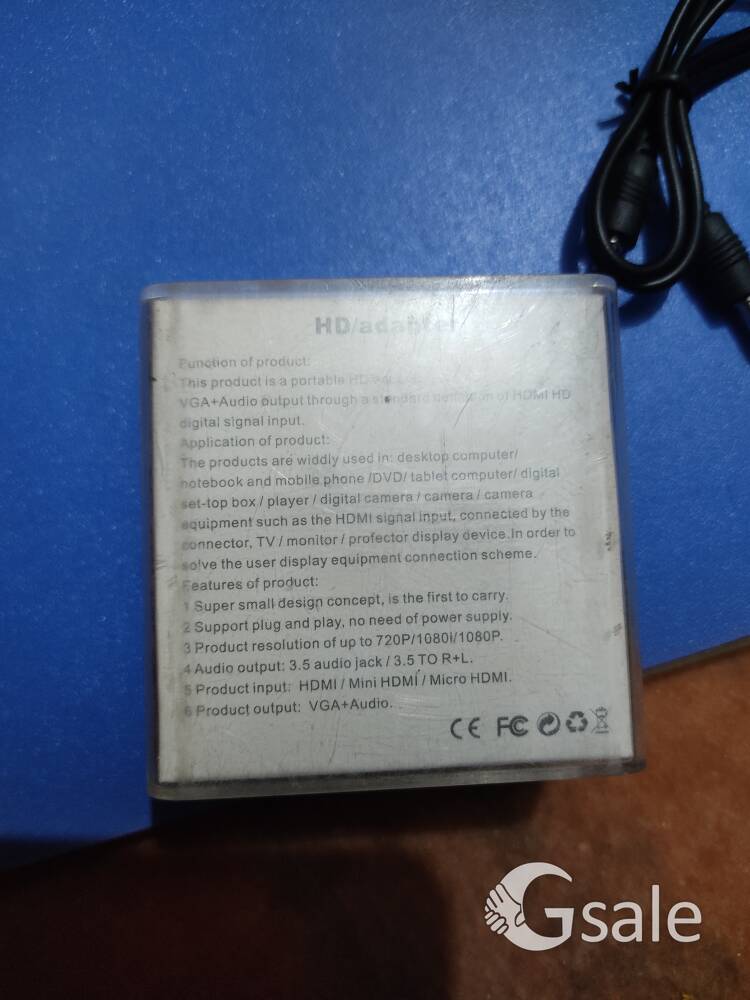 HD/adapter
Function of product:
This product is a portable HD
VGA+Audio output through a standard definition of HDMI HD
digital signal input.
Application of product:
The products are widdly used in: desktop computer/
notebook and mobile phone /DVD/ tablet computer/ digital
set-top box / player / digital camera / camera / camera
equipment such as the HDMI signal input, connected by the
connector, TV / monitor / profector display device.In order to
solve the user display equipment connection scheme.
Features of product:
1 Super small design concept, is the first to carry.
2 Support plug and play, no need of power supply.
3 Product resolution of up to 720P/1080I/1080P.
4 Audio output: 3.5 audio jack / 3.5 TO R+L.
5 Product input: HDMI / Mini HDMI / Micro HDMI.
6 Product output: VGA+Audio.
CE FC
Gsale